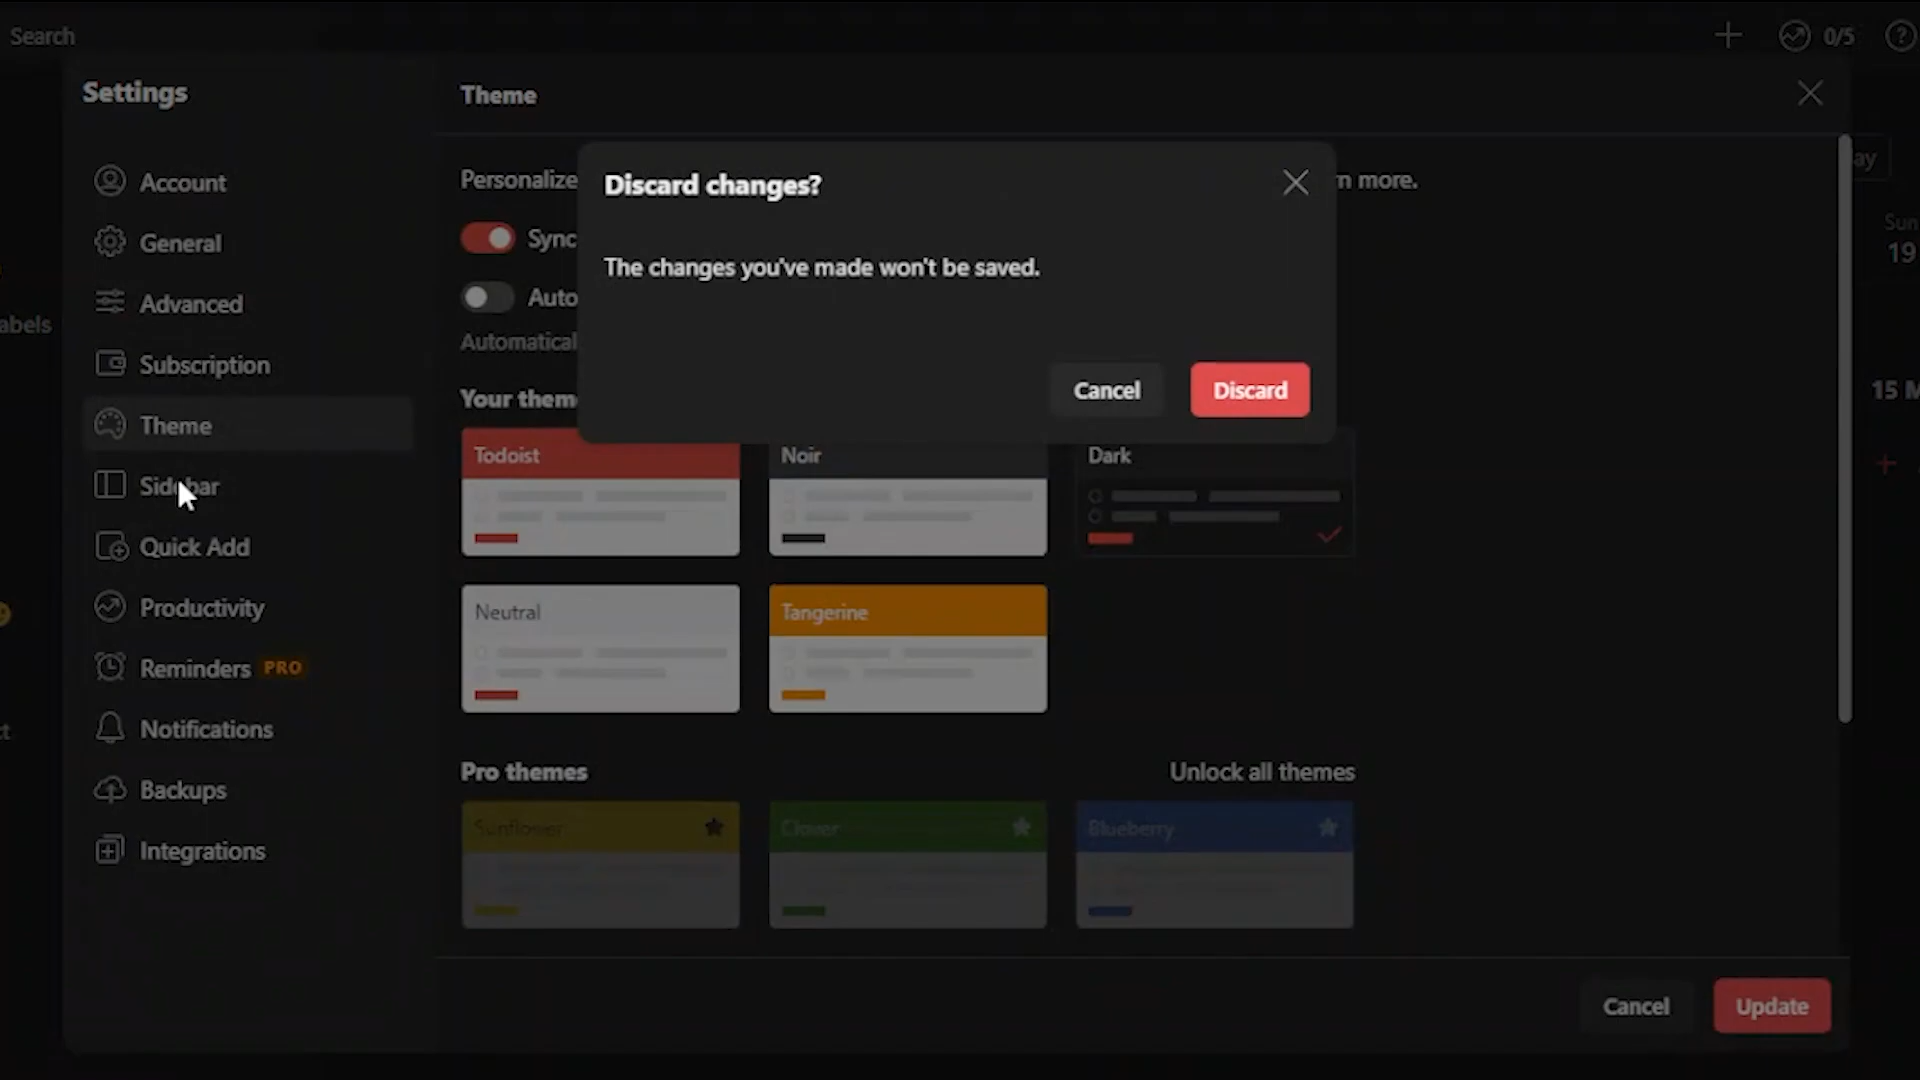 Search
0/5
Settings
Theme
Account
General
Advanced
Subscription
Theme
Sidebar
Quick Add
Productivity
Reminders PRO
Notifications
Backups
Integrations
Personalize
n more.
Sync
Auto
Automatical
Your them
Discard changes?
The changes you've made won't be saved.
Cancel
Discard
Todoist
Noir
Dark
Neutral
Tangerine
Pro themes
Unlock all themes
Sunflower
Clover
Blueberry
Cancel
Update
abels
ct
ay
Sun
19
15 M